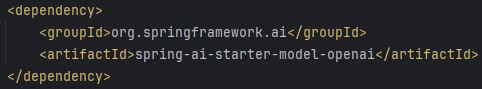 <dependency>
    <groupId>org.springframework.ai</groupId>
    <artifactId>spring-ai-starter-model-openai</artifactId>
</dependency>